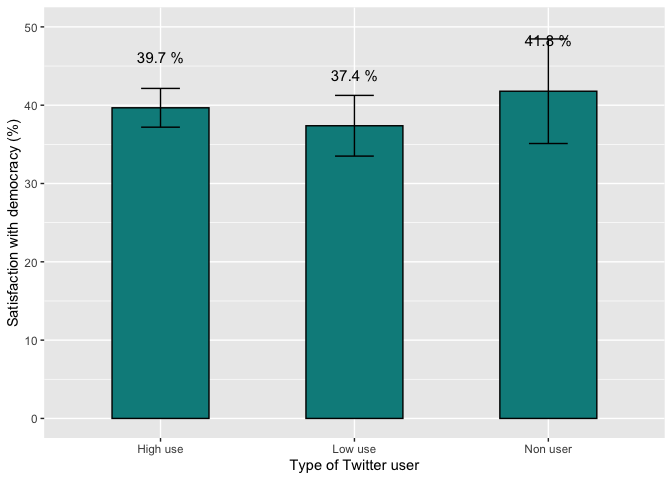 50
40
30
20
10
0
Satisfaction with democracy (%)
39.7 %
37.4 %
41.8 %
High use
Low use
Non user
Type of Twitter user